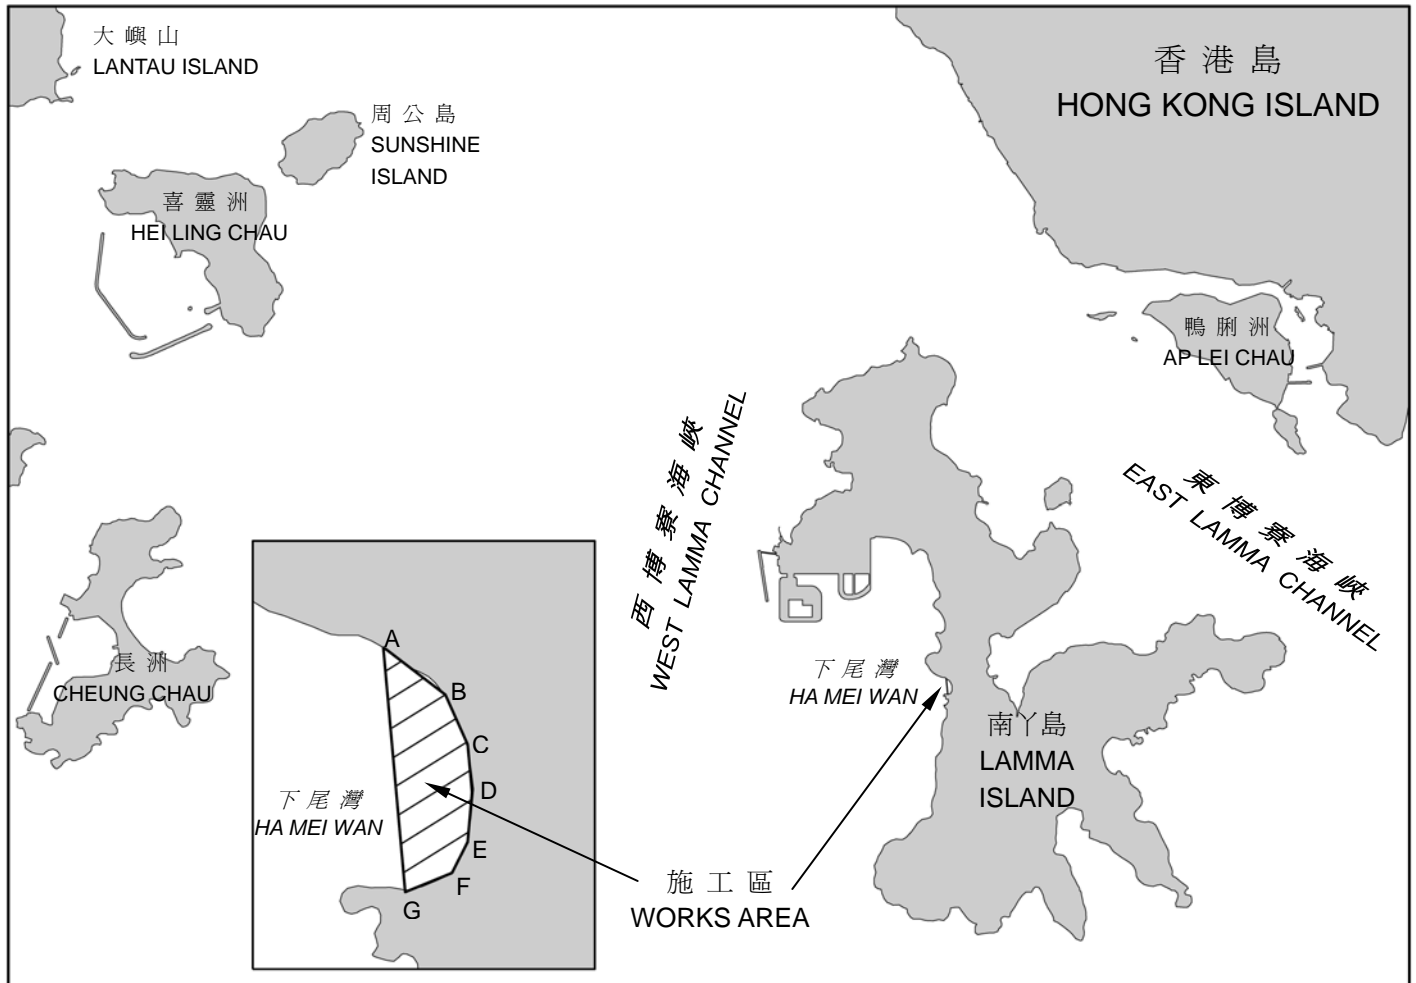 大嶼山
LANTAU ISLAND
香港島
HONG KONG ISLAND
周公島
SUNSHINE
ISLAND
喜靈洲
HEI LING CHAU
鴨脷洲
AP LEI CHAU
西博寮海峽
WEST LAMMA CHANNEL
東博寮海峽
EAST LAMMA CHANNEL
長洲
CHEUNG CHAU
下尾灣
HA MEI WAN
南丫島
LAMMA
ISLAND
A
B
C
D
E
F
G
下尾灣
HA MEI WAN
施工區
WORKS AREA